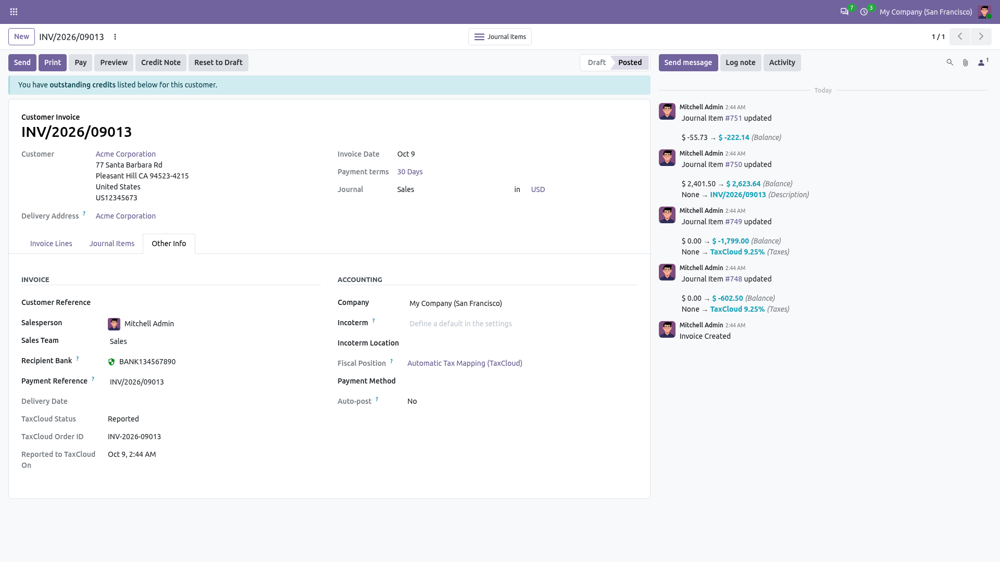 7
3
My Company (San Francisco)
New
INV/2026/09013
Journal Items
1 / 1
Send
Print
Pay
Preview
Credit Note
Reset to Draft
Draft
Posted
Send message
Log note
Activity
1
You have outstanding credits listed below for this customer.
Customer Invoice
INV/2026/09013
Customer
Acme Corporation
77 Santa Barbara Rd
Pleasant Hill CA 94523-4215
United States
US12345673
Delivery Address ?
Acme Corporation
Invoice Date
Oct 9
Payment terms
30 Days
Journal
Sales
in
USD
Invoice Lines
Journal Items
Other Info
INVOICE
Customer Reference
Salesperson
Mitchell Admin
Sales Team
Sales
Recipient Bank ?
BANK134567890
Payment Reference ?
INV/2026/09013
Delivery Date
TaxCloud Status
Reported
TaxCloud Order ID
INV-2026-09013
Reported to TaxCloud
On
Oct 9, 2:44 AM
ACCOUNTING
Company
My Company (San Francisco)
Incoterm ?
Define a default in the settings
Incoterm Location
Fiscal Position ?
Automatic Tax Mapping (TaxCloud)
Payment Method
Auto-post ?
No
Today
Mitchell Admin 2:44 AM
Journal Item #751 updated
$ -55.73 → $ -222.14 (Balance)
Mitchell Admin 2:44 AM
Journal Item #750 updated
$ 2,401.50 → $ 2,623.64 (Balance)
None → INV/2026/09013 (Description)
Mitchell Admin 2:44 AM
Journal Item #749 updated
$ 0.00 → $ -1,799.00 (Balance)
None → TaxCloud 9.25% (Taxes)
Mitchell Admin 2:44 AM
Journal Item #748 updated
$ 0.00 → $ -602.50 (Balance)
None → TaxCloud 9.25% (Taxes)
Mitchell Admin 2:44 AM
Invoice Created